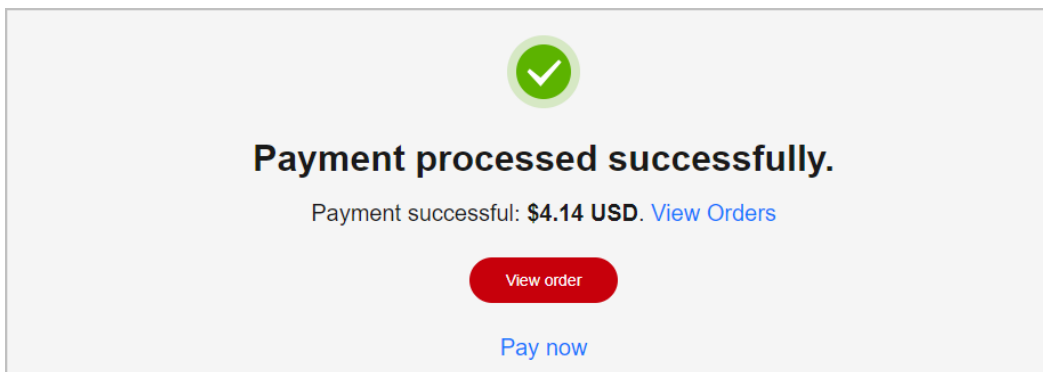 Payment processed successfully.
Payment successful: $4.14 USD. View Orders
View order
Pay now